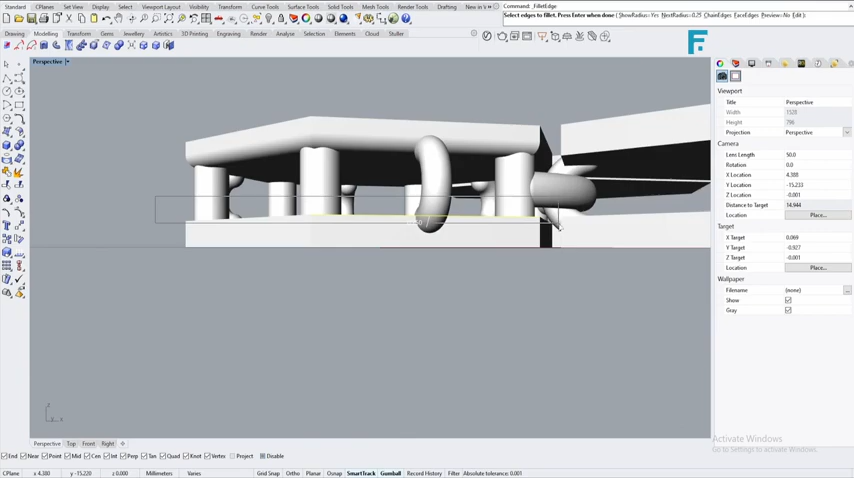 Standard CPlanes Set View Display Select Viewport Layout Visibility Transform Curve Tools Surface Tools Solid Tools Mesh Tools Render Tools Drafting New in V
Command: _FilletEdge
Select edges to fillet. Press Enter when done ( ShowRadius=Yes NextRadius=0.25 ChainEdges FaceEdges Preview=No Edit ):
Drawing Modelling Transform Gems Jewellery Artistic 3D Printing Engraving Render Analyse Selection Elements Cloud Stuller
Perspective
Viewport
Title Perspective
Width 1528
Height 796
Projection Perspective
Camera
Lens Length 50.0
Rotation 0.0
X Location 4.388
Y Location -15.233
Z Location -0.001
Distance to Target 14.944
Location Place...
Target
X Target 0.069
Y Target -0.927
Z Target -0.001
Location Place...
Wallpaper
Filename (none) ...
Show
Gray
z
x
Activate Windows
Go to Settings to activate Windows.
Perspective Top Front Right
End Near Point Mid Cen Int Perp Tan Quad Knot Vertex Project Disable
CPlane x 4.380 y -15.220 z 0.000 Millimeters Varies Grid Snap Ortho Planar Osnap SmartTrack Gumball Record History Filter Absolute tolerance: 0.001